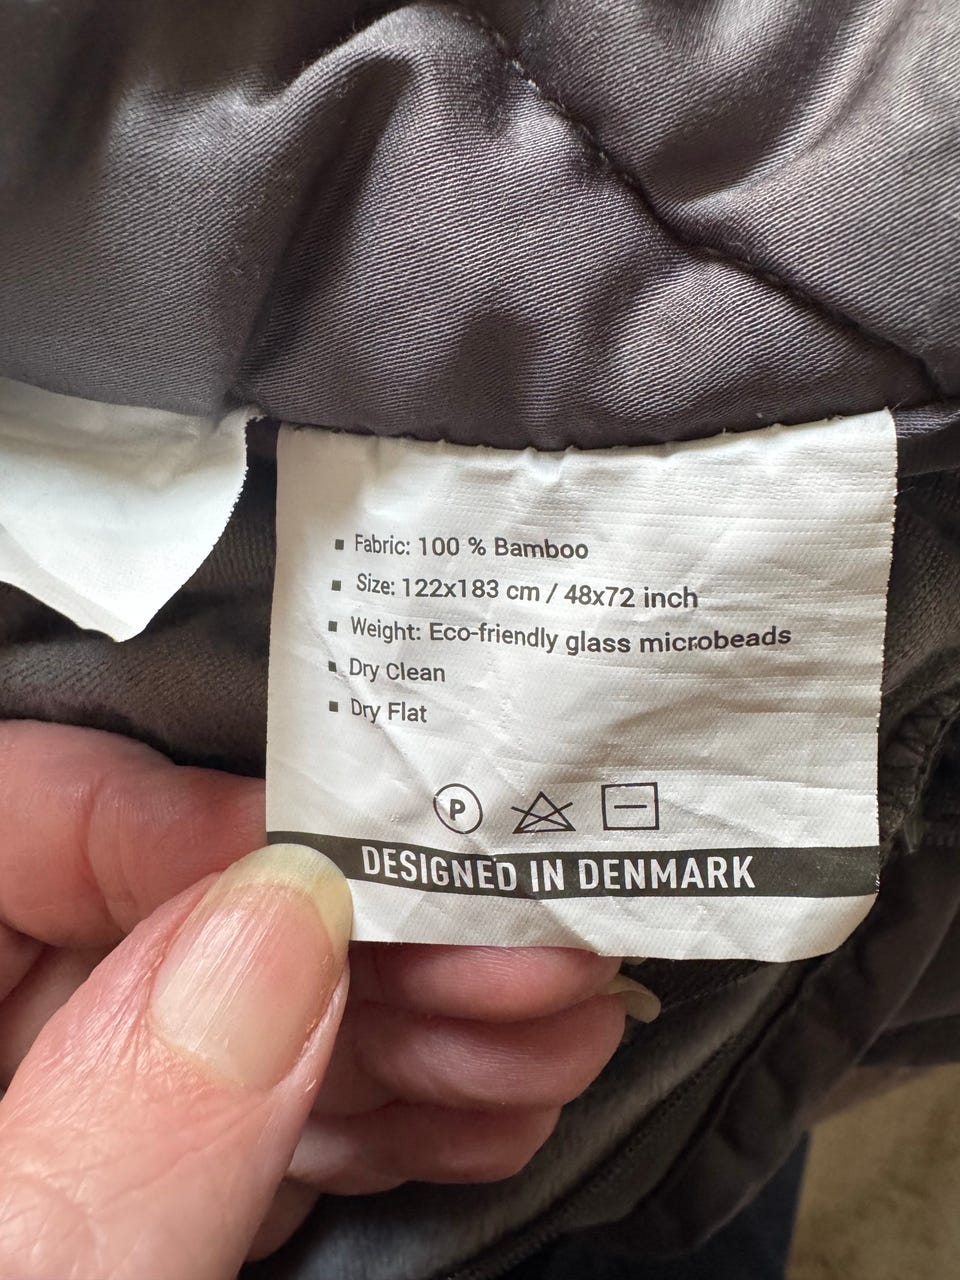 ▪ Fabric: 100 % Bamboo
▪ Size: 122x183 cm / 48x72 inch
▪ Weight: Eco-friendly glass microbeads
▪ Dry Clean
▪ Dry Flat
P
DESIGNED IN DENMARK